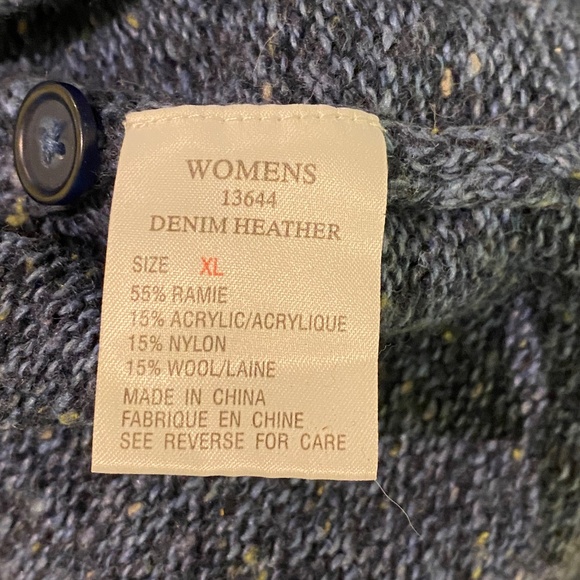 WOMENS
13644
DENIM HEATHER
SIZE XL
55% RAMIE
15% ACRYLIC/ACRYLIQUE
15% NYLON
15% WOOL/LAINE
MADE IN CHINA
FABRIQUE EN CHINE
SEE REVERSE FOR CARE